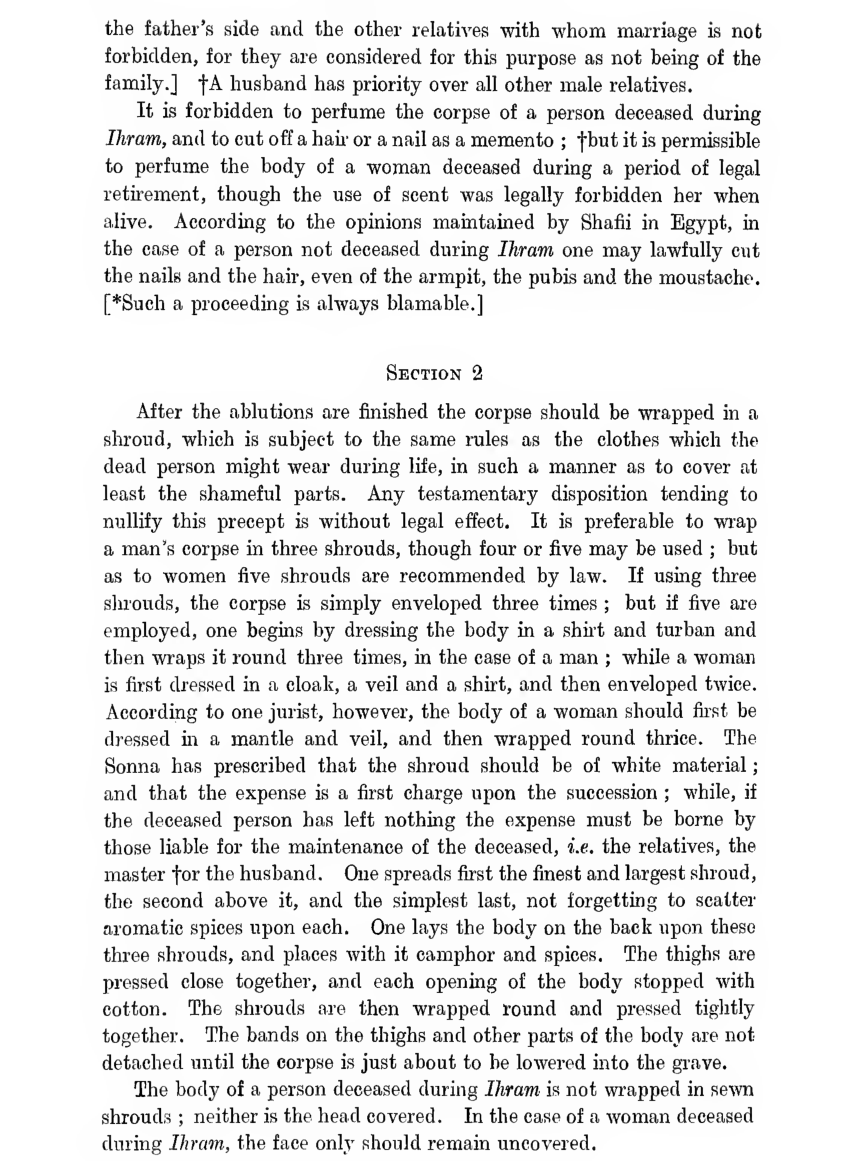 the father's side and the other relatives with whom marriage is not
forbidden, for they are considered for this purpose as not being of the
family.] †A husband has priority over all other male relatives.
It is forbidden to perfume the corpse of a person deceased during
Ihram, and to cut off a hair or a nail as a memento ; †but it is permissible
to perfume the body of a woman deceased during a period of legal
retirement, though the use of scent was legally forbidden her when
alive. According to the opinions maintained by Shafii in Egypt, in
the case of a person not deceased during Ihram one may lawfully cut
the nails and the hair, even of the armpit, the pubis and the moustache.
[*Such a proceeding is always blamable.]
SECTION 2
After the ablutions are finished the corpse should be wrapped in a
shroud, which is subject to the same rules as the clothes which the
dead person might wear during life, in such a manner as to cover at
least the shameful parts. Any testamentary disposition tending to
nullify this precept is without legal effect. It is preferable to wrap
a man's corpse in three shrouds, though four or five may be used ; but
as to women five shrouds are recommended by law. If using three
shrouds, the corpse is simply enveloped three times ; but if five are
employed, one begins by dressing the body in a shirt and turban and
then wraps it round three times, in the case of a man ; while a woman
is first dressed in a cloak, a veil and a shirt, and then enveloped twice.
According to one jurist, however, the body of a woman should first be
dressed in a mantle and veil, and then wrapped round thrice. The
Sonna has prescribed that the shroud should be of white material ;
and that the expense is a first charge upon the succession ; while, if
the deceased person has left nothing the expense must be borne by
those liable for the maintenance of the deceased, i.e. the relatives, the
master †or the husband. One spreads first the finest and largest shroud,
the second above it, and the simplest last, not forgetting to scatter
aromatic spices upon each. One lays the body on the back upon these
three shrouds, and places with it camphor and spices. The thighs are
pressed close together, and each opening of the body stopped with
cotton. The shrouds are then wrapped round and pressed tightly
together. The bands on the thighs and other parts of the body are not
detached until the corpse is just about to be lowered into the grave.
The body of a person deceased during Ihram is not wrapped in sewn
shrouds ; neither is the head covered. In the case of a woman deceased
during Ihram, the face only should remain uncovered.